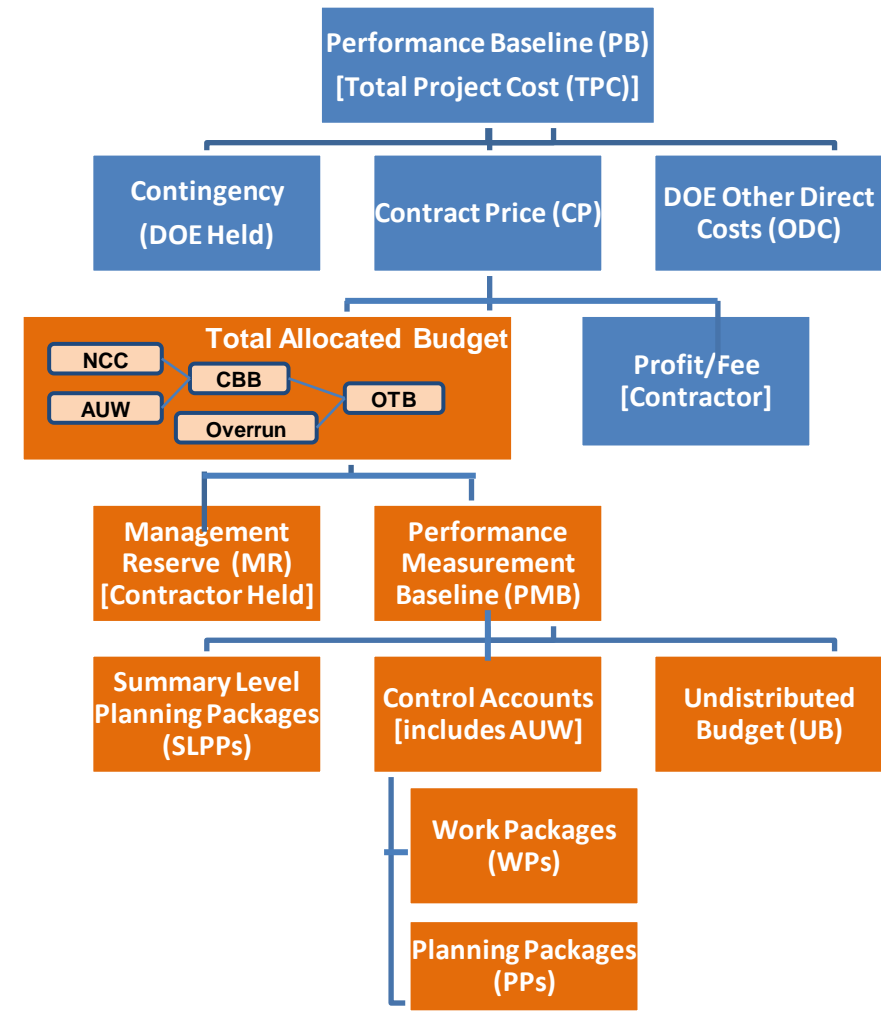 Performance Baseline (PB)
[Total Project Cost (TPC)]
Contingency
(DOE Held)
Contract Price (CP)
DOE Other Direct
Costs (ODC)
Total Allocated Budget
NCC
AUW
CBB
Overrun
OTB
Profit/Fee
[Contractor]
Management
Reserve (MR)
[Contractor Held]
Performance
Measurement
Baseline (PMB)
Summary Level
Planning Packages
(SLPPs)
Control Accounts
[includes AUW]
Undistributed
Budget (UB)
Work Packages
(WPs)
Planning Packages
(PPs)